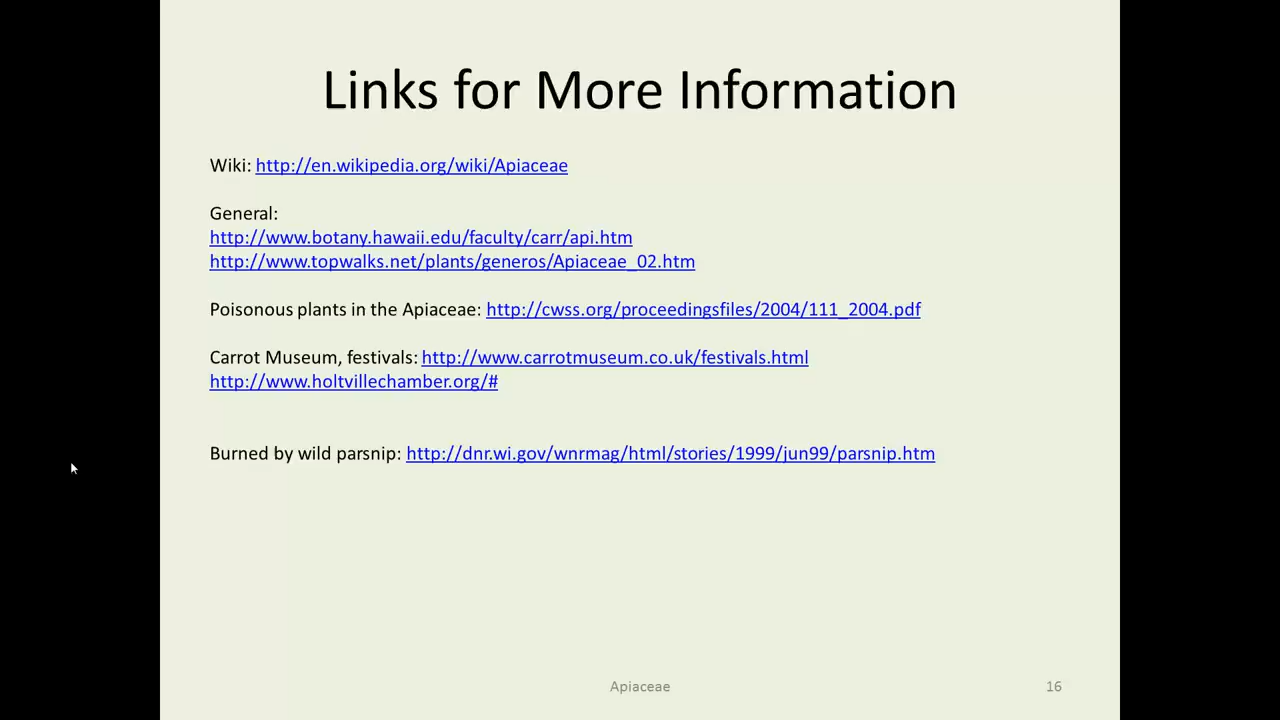 Links for More Information
Wiki: http://en.wikipedia.org/wiki/Apiaceae
General:
http://www.botany.hawaii.edu/faculty/carr/api.htm
http://www.topwalks.net/plants/generos/Apiaceae_02.htm
Poisonous plants in the Apiaceae: http://cwss.org/proceedingsfiles/2004/111_2004.pdf
Carrot Museum, festivals: http://www.carrotmuseum.co.uk/festivals.html
http://www.holtvillechamber.org/#
Burned by wild parsnip: http://dnr.wi.gov/wnrmag/html/stories/1999/jun99/parsnip.htm
Apiaceae
16